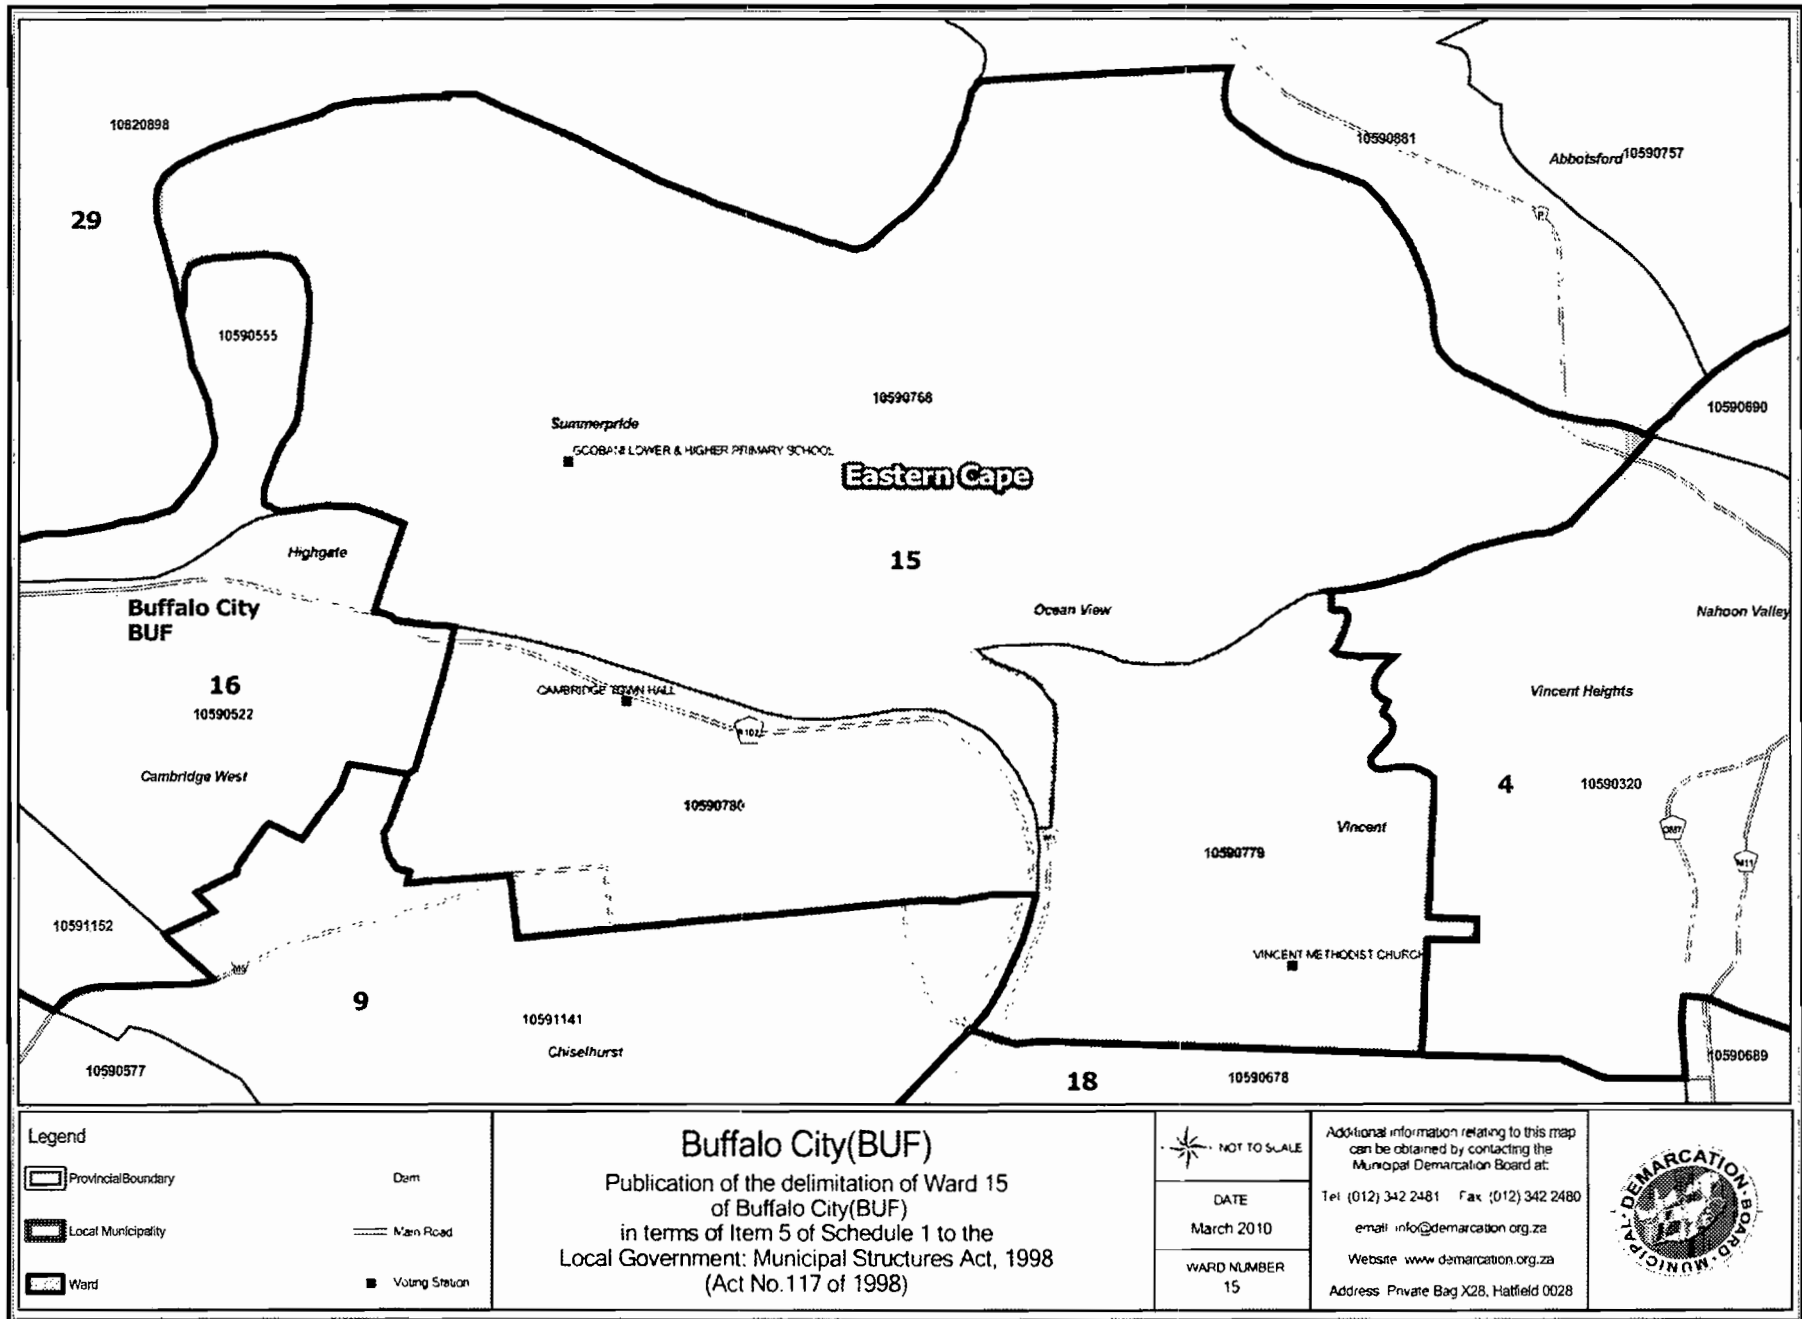 10820898
29
10590881
Abbotsford 10590757
P
10590555
10590768
10590690
Summerpride
LOWER & HIGHER PRIMARY SCHOOL
Eastern Cape
Highgate
15
Buffalo City
BUF
Ocean View
Nahoon Valley
16
10590522
CAMBRIDGE TOWN HALL
R102
Vincent Heights
Cambridge West
10590780
4
10590320
Vincent
10590779
M11
10591152
VINCENT METHODIST CHURCH
9
10591141
Chiselhurst
10590577
18
10590678
10590689
Legend
Provincial Boundary
Local Municipality
Ward
Dam
Main Road
Voting Station
Buffalo City(BUF)
Publication of the delimitation of Ward 15
of Buffalo City(BUF)
in terms of Item 5 of Schedule 1 to the
Local Government: Municipal Structures Act, 1998
(Act No.117 of 1998)
NOT TO SCALE
DATE
March 2010
WARD NUMBER
15
Additional information relating to this map
can be obtained by contacting the
Municipal Demarcation Board at:
Tel (012) 342 2481 Fax (012) 342 2480
email info@demarcation.org.za
Website www.demarcation.org.za
Address Private Bag X28, Hatfield 0028
MUNICIPAL DEMARCATION BOARD